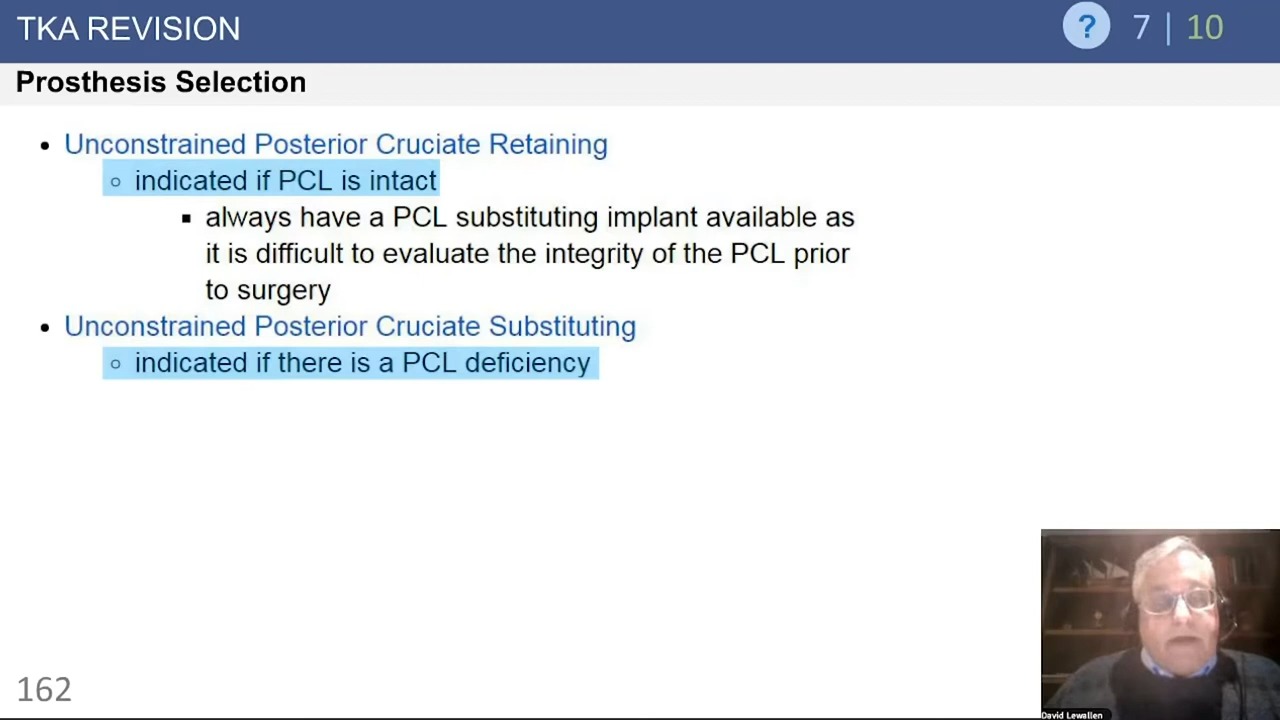 TKA REVISION
? 7 | 10
Prosthesis Selection
• Unconstrained Posterior Cruciate Retaining
○ indicated if PCL is intact
▪ always have a PCL substituting implant available as
it is difficult to evaluate the integrity of the PCL prior
to surgery
• Unconstrained Posterior Cruciate Substituting
○ indicated if there is a PCL deficiency
162
David Lewallen